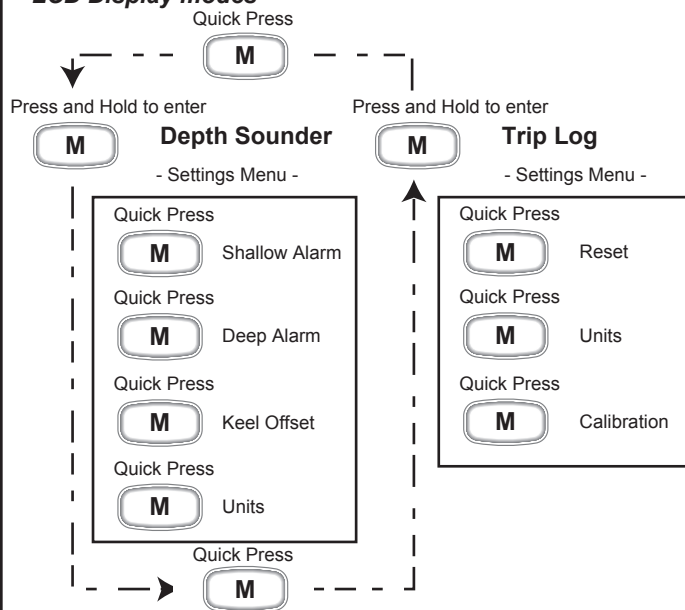 LCD Display modes
Quick Press
M
Press and Hold to enter
M
Depth Sounder
- Settings Menu -
Quick Press
M Shallow Alarm
Quick Press
M Deep Alarm
Quick Press
M Keel Offset
Quick Press
M Units
Quick Press
M
Press and Hold to enter
M
Trip Log
- Settings Menu -
Quick Press
M Reset
Quick Press
M Units
Quick Press
M Calibration